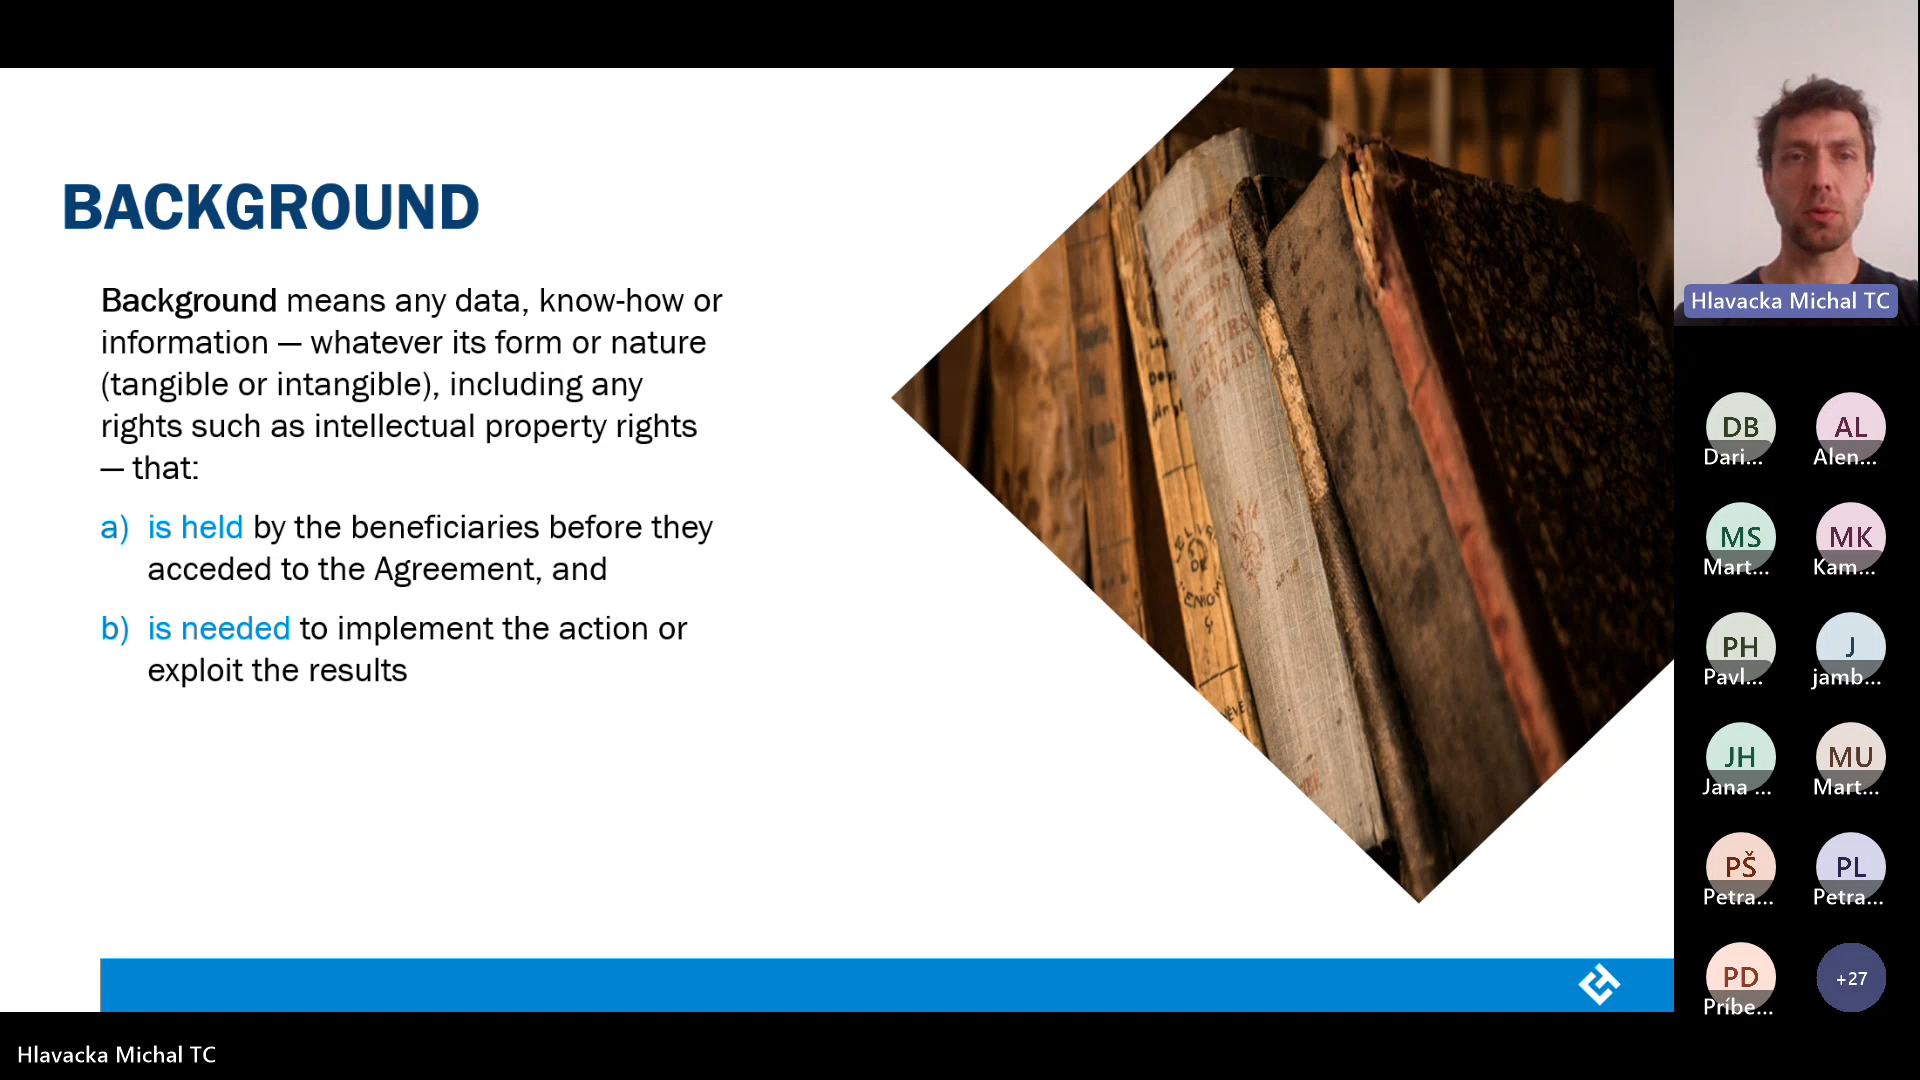 BACKGROUND
Background means any data, know-how or
information — whatever its form or nature
(tangible or intangible), including any
rights such as intellectual property rights
— that:
a) is held by the beneficiaries before they
acceded to the Agreement, and
b) is needed to implement the action or
exploit the results
Hlavacka Michal TC
DB
Dari...
AL
Alen...
MS
Mart...
MK
Kam...
PH
Pavl...
J
jamb...
JH
Jana ...
MU
Mart...
PŠ
Petra...
PL
Petra...
PD
Príbe...
+27
Hlavacka Michal TC